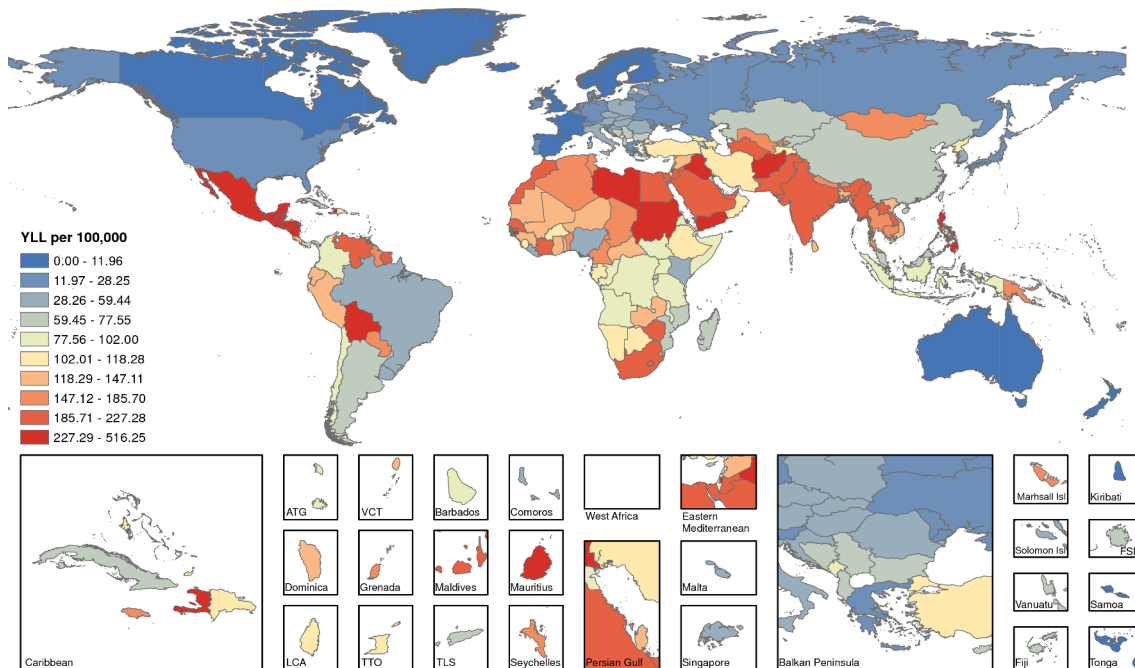 YLL per 100,000
0.00 - 11.96
11.97 - 28.25
28.26 - 59.44
59.45 - 77.55
77.56 - 102.00
102.01 - 118.28
118.29 - 147.11
147.12 - 185.70
185.71 - 227.28
227.29 - 516.25
Caribbean
ATG
VCT
Barbados
Comoros
West Africa
Eastern
Mediterranean
Marhsall Isl
Kiribati
Dominica
Grenada
Maldives
Mauritius
Malta
Solomon Isl
FSM
Vanuatu
Samoa
LCA
TTO
TLS
Seychelles
Persian Gulf
Singapore
Balkan Peninsula
Fiji
Tonga